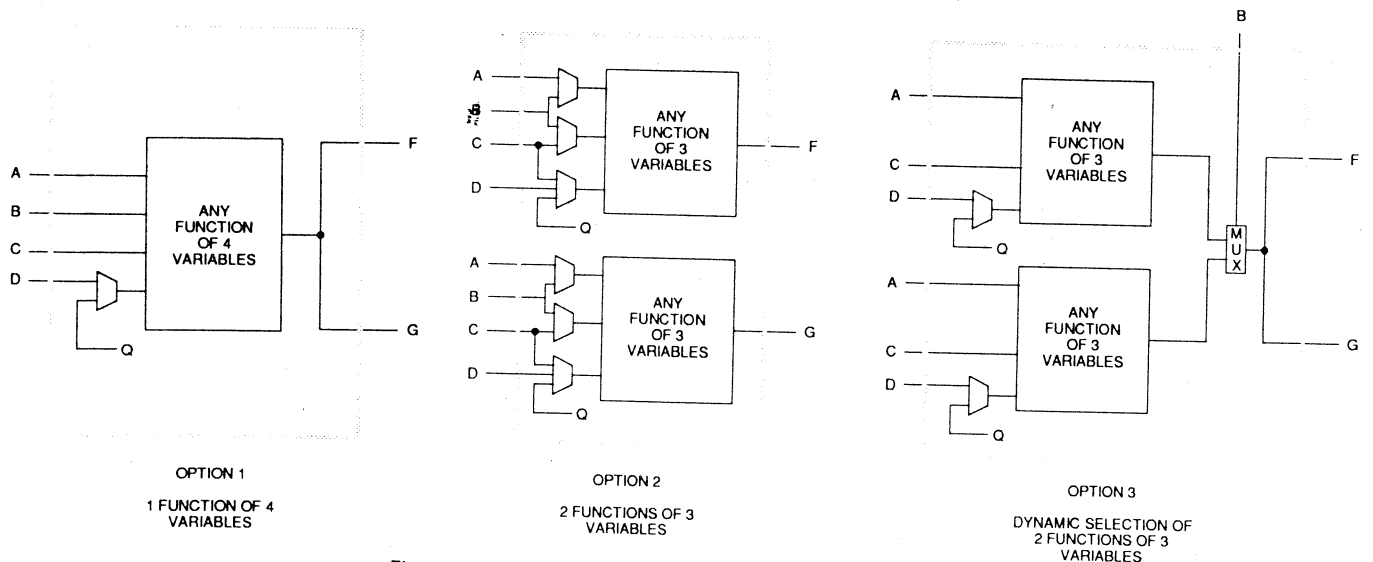 A
B
C
D
Q
ANY
FUNCTION
OF 4
VARIABLES
F
G
OPTION 1
1 FUNCTION OF 4
VARIABLES
A
B
C
D
Q
ANY
FUNCTION
OF 3
VARIABLES
F
A
B
C
D
Q
ANY
FUNCTION
OF 3
VARIABLES
G
OPTION 2
2 FUNCTIONS OF 3
VARIABLES
B
A
C
D
Q
ANY
FUNCTION
OF 3
VARIABLES
A
C
D
Q
ANY
FUNCTION
OF 3
VARIABLES
MUX
F
G
OPTION 3
DYNAMIC SELECTION OF
2 FUNCTIONS OF 3
VARIABLES